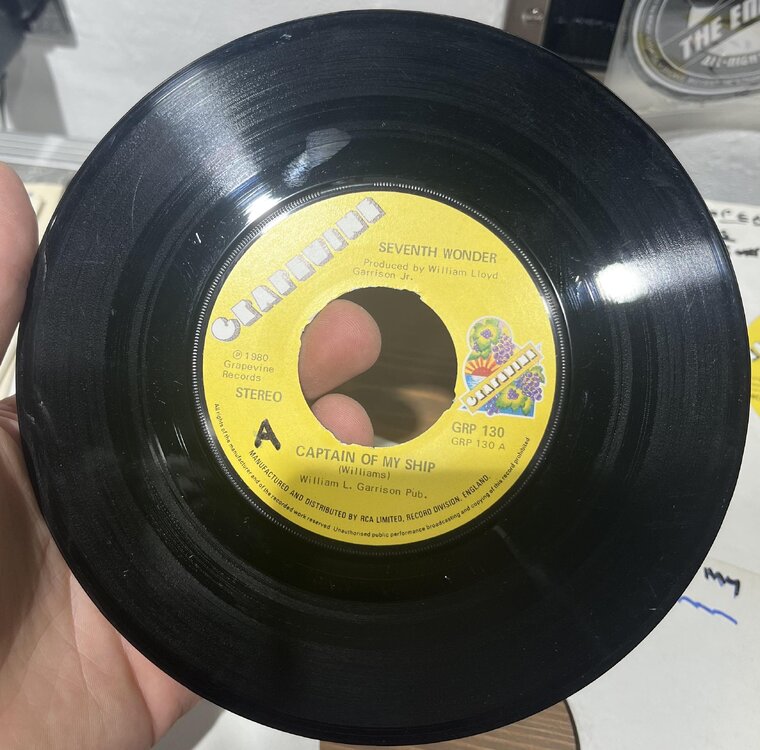 THE EN
GRAPEVINE
SEVENTH WONDER
Produced by William Lloyd
Garrison Jr.
℗ 1980
Grapevine
Records
STEREO
GRAPEVINE
GRP 130
GRP 130 A
A
CAPTAIN OF MY SHIP
(Williams)
William L. Garrison Pub.
MANUFACTURED AND DISTRIBUTED BY RCA LIMITED, RECORD DIVISION, ENGLAND.
All rights of the manufacturer and of the recorded work reserved Unauthorised public performance broadcasting and copying of this record prohibited
My